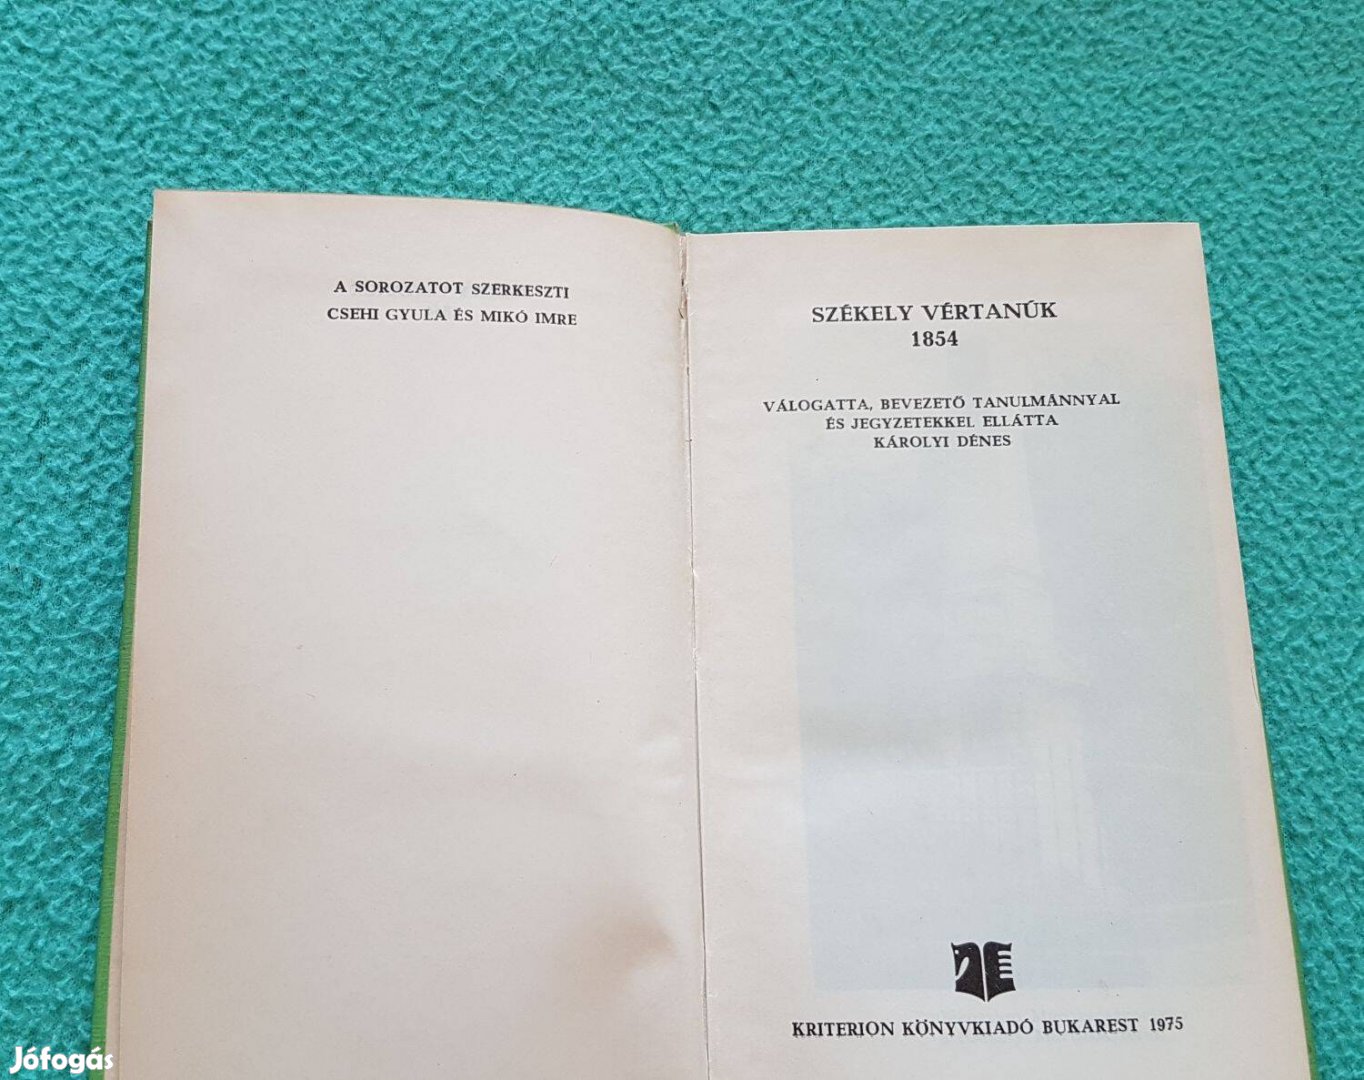 A SOROZATOT SZERKESZTI
CSEHI GYULA ÉS MIKÓ IMRE
SZÉKELY VÉRTANÚK
1854
VÁLOGATTA, BEVEZETŐ TANULMÁNNYAL
ÉS JEGYZETEKKEL ELLÁTTA
KÁROLYI DÉNES
KRITERION KÖNYVKIADÓ BUKAREST 1975
Jófogás